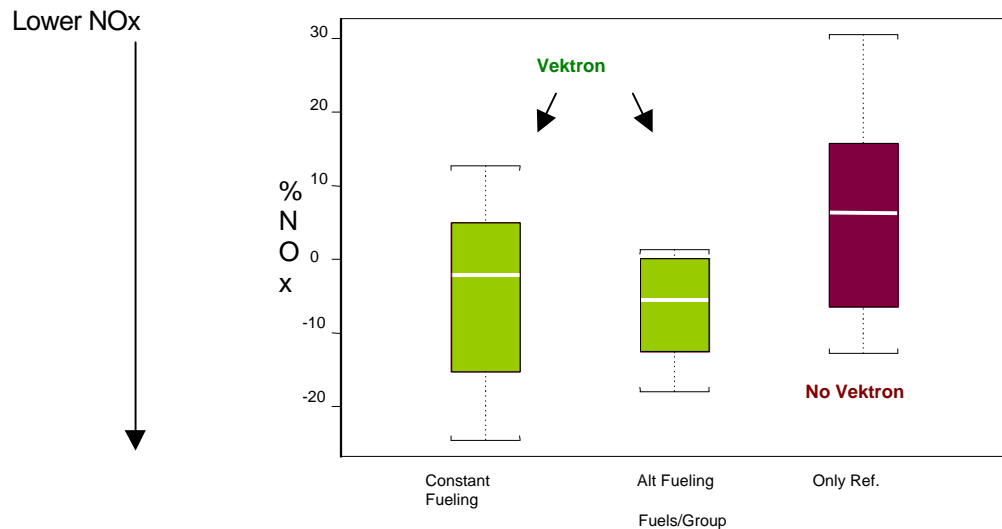 Lower NOx
30
20
10
0
-10
-20
%
N
O
x
Vektron
No Vektron
Constant
Fueling
Alt Fueling
Only Ref.
Fuels/Group